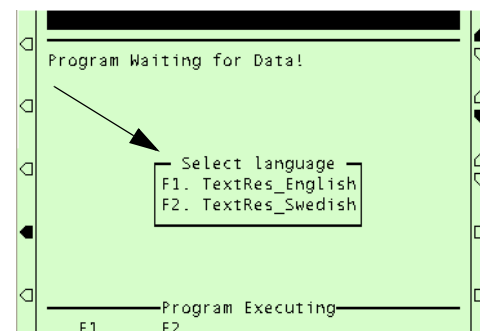 Program Waiting for Data!
Select language
F1. TextRes_English
F2. TextRes_Swedish
Program Executing
F1 F2